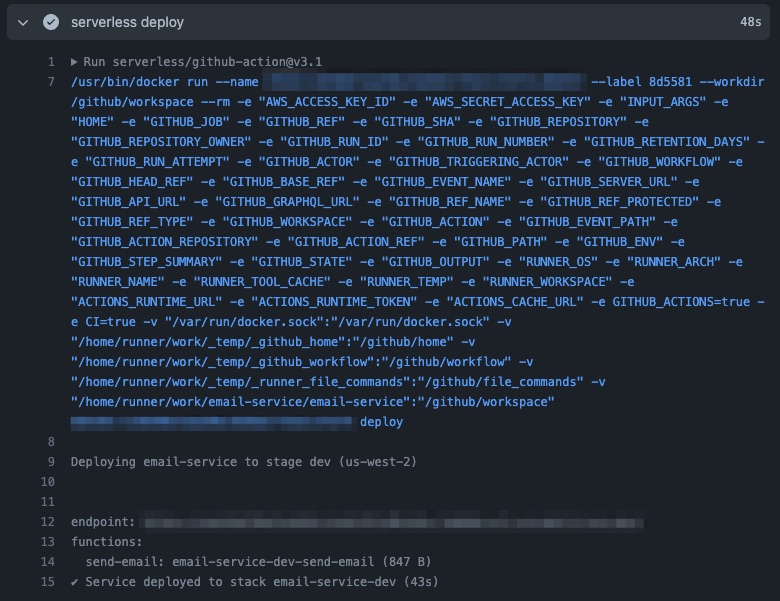 serverless deploy 48s
1 ▶ Run serverless/github-action@v3.1
7 /usr/bin/docker run --name --label 8d5581 --workdir
/github/workspace --rm -e "AWS_ACCESS_KEY_ID" -e "AWS_SECRET_ACCESS_KEY" -e "INPUT_ARGS" -e
"HOME" -e "GITHUB_JOB" -e "GITHUB_REF" -e "GITHUB_SHA" -e "GITHUB_REPOSITORY" -e
"GITHUB_REPOSITORY_OWNER" -e "GITHUB_RUN_ID" -e "GITHUB_RUN_NUMBER" -e "GITHUB_RETENTION_DAYS" -
e "GITHUB_RUN_ATTEMPT" -e "GITHUB_ACTOR" -e "GITHUB_TRIGGERING_ACTOR" -e "GITHUB_WORKFLOW" -e
"GITHUB_HEAD_REF" -e "GITHUB_BASE_REF" -e "GITHUB_EVENT_NAME" -e "GITHUB_SERVER_URL" -e
"GITHUB_API_URL" -e "GITHUB_GRAPHQL_URL" -e "GITHUB_REF_NAME" -e "GITHUB_REF_PROTECTED" -e
"GITHUB_REF_TYPE" -e "GITHUB_WORKSPACE" -e "GITHUB_ACTION" -e "GITHUB_EVENT_PATH" -e
"GITHUB_ACTION_REPOSITORY" -e "GITHUB_ACTION_REF" -e "GITHUB_PATH" -e "GITHUB_ENV" -e
"GITHUB_STEP_SUMMARY" -e "GITHUB_STATE" -e "GITHUB_OUTPUT" -e "RUNNER_OS" -e "RUNNER_ARCH" -e
"RUNNER_NAME" -e "RUNNER_TOOL_CACHE" -e "RUNNER_TEMP" -e "RUNNER_WORKSPACE" -e
"ACTIONS_RUNTIME_URL" -e "ACTIONS_RUNTIME_TOKEN" -e "ACTIONS_CACHE_URL" -e GITHUB_ACTIONS=true -
e CI=true -v "/var/run/docker.sock":"/var/run/docker.sock" -v
"/home/runner/work/_temp/_github_home":"/github/home" -v
"/home/runner/work/_temp/_github_workflow":"/github/workflow" -v
"/home/runner/work/_temp/_runner_file_commands":"/github/file_commands" -v
"/home/runner/work/email-service/email-service":"/github/workspace"
deploy
8
9 Deploying email-service to stage dev (us-west-2)
10
11
12 endpoint:
13 functions:
14 send-email: email-service-dev-send-email (847 B)
15 ✔ Service deployed to stack email-service-dev (43s)